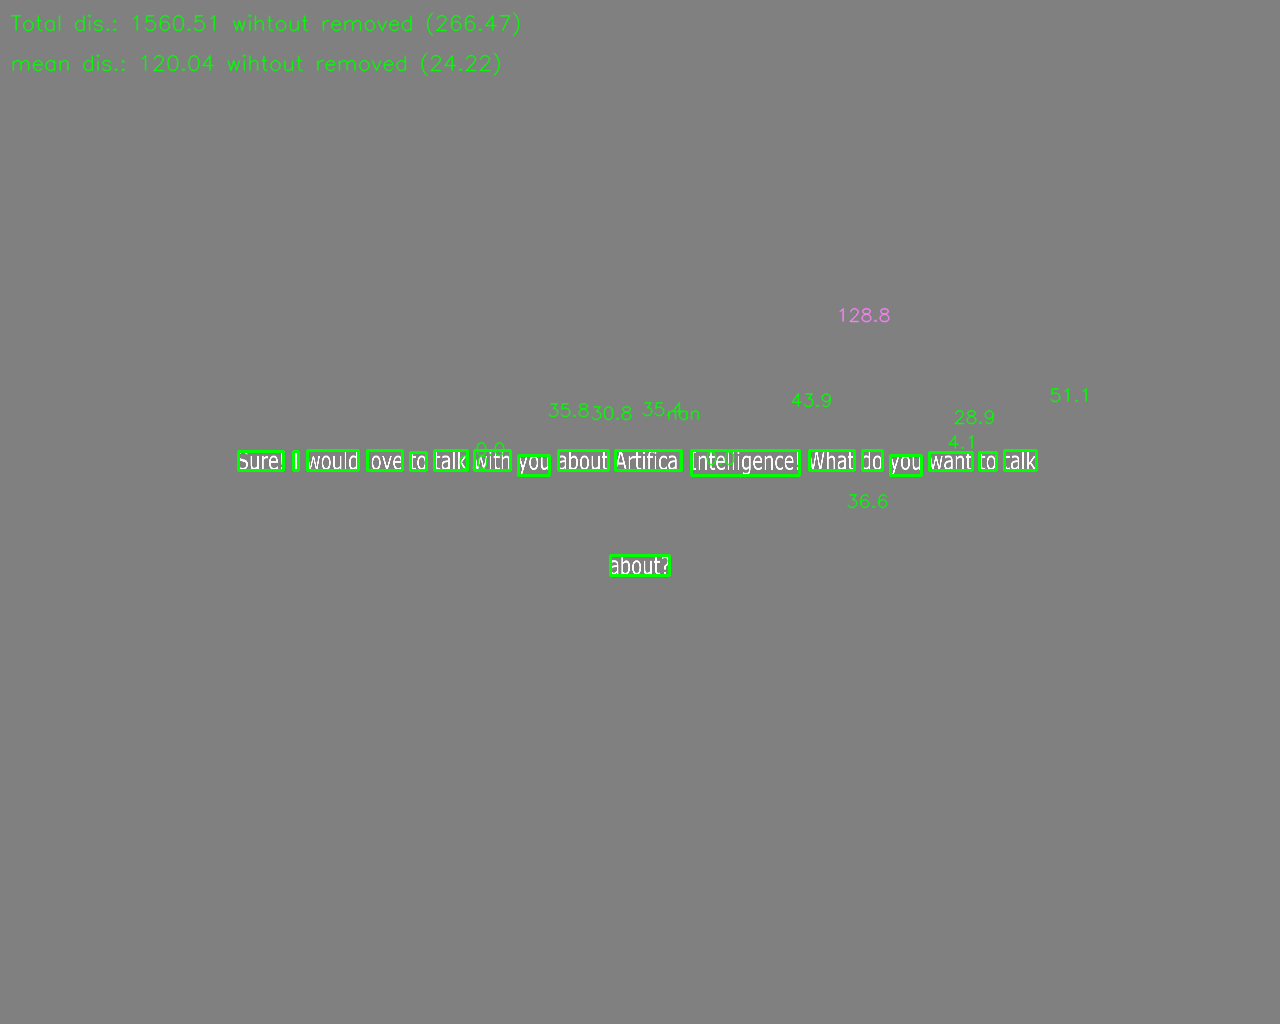 Total dis.: 1560.51 wihtout removed (266.47)
mean dis.: 120.04 wihtout removed (24.22)
128.8
51.1
43.9
35.8 30.8 35.4 nan
28.9
4.1
0.0
Sure! I would love to talk with you about Artifical Intelligence! What do you want to talk
36.6
about?